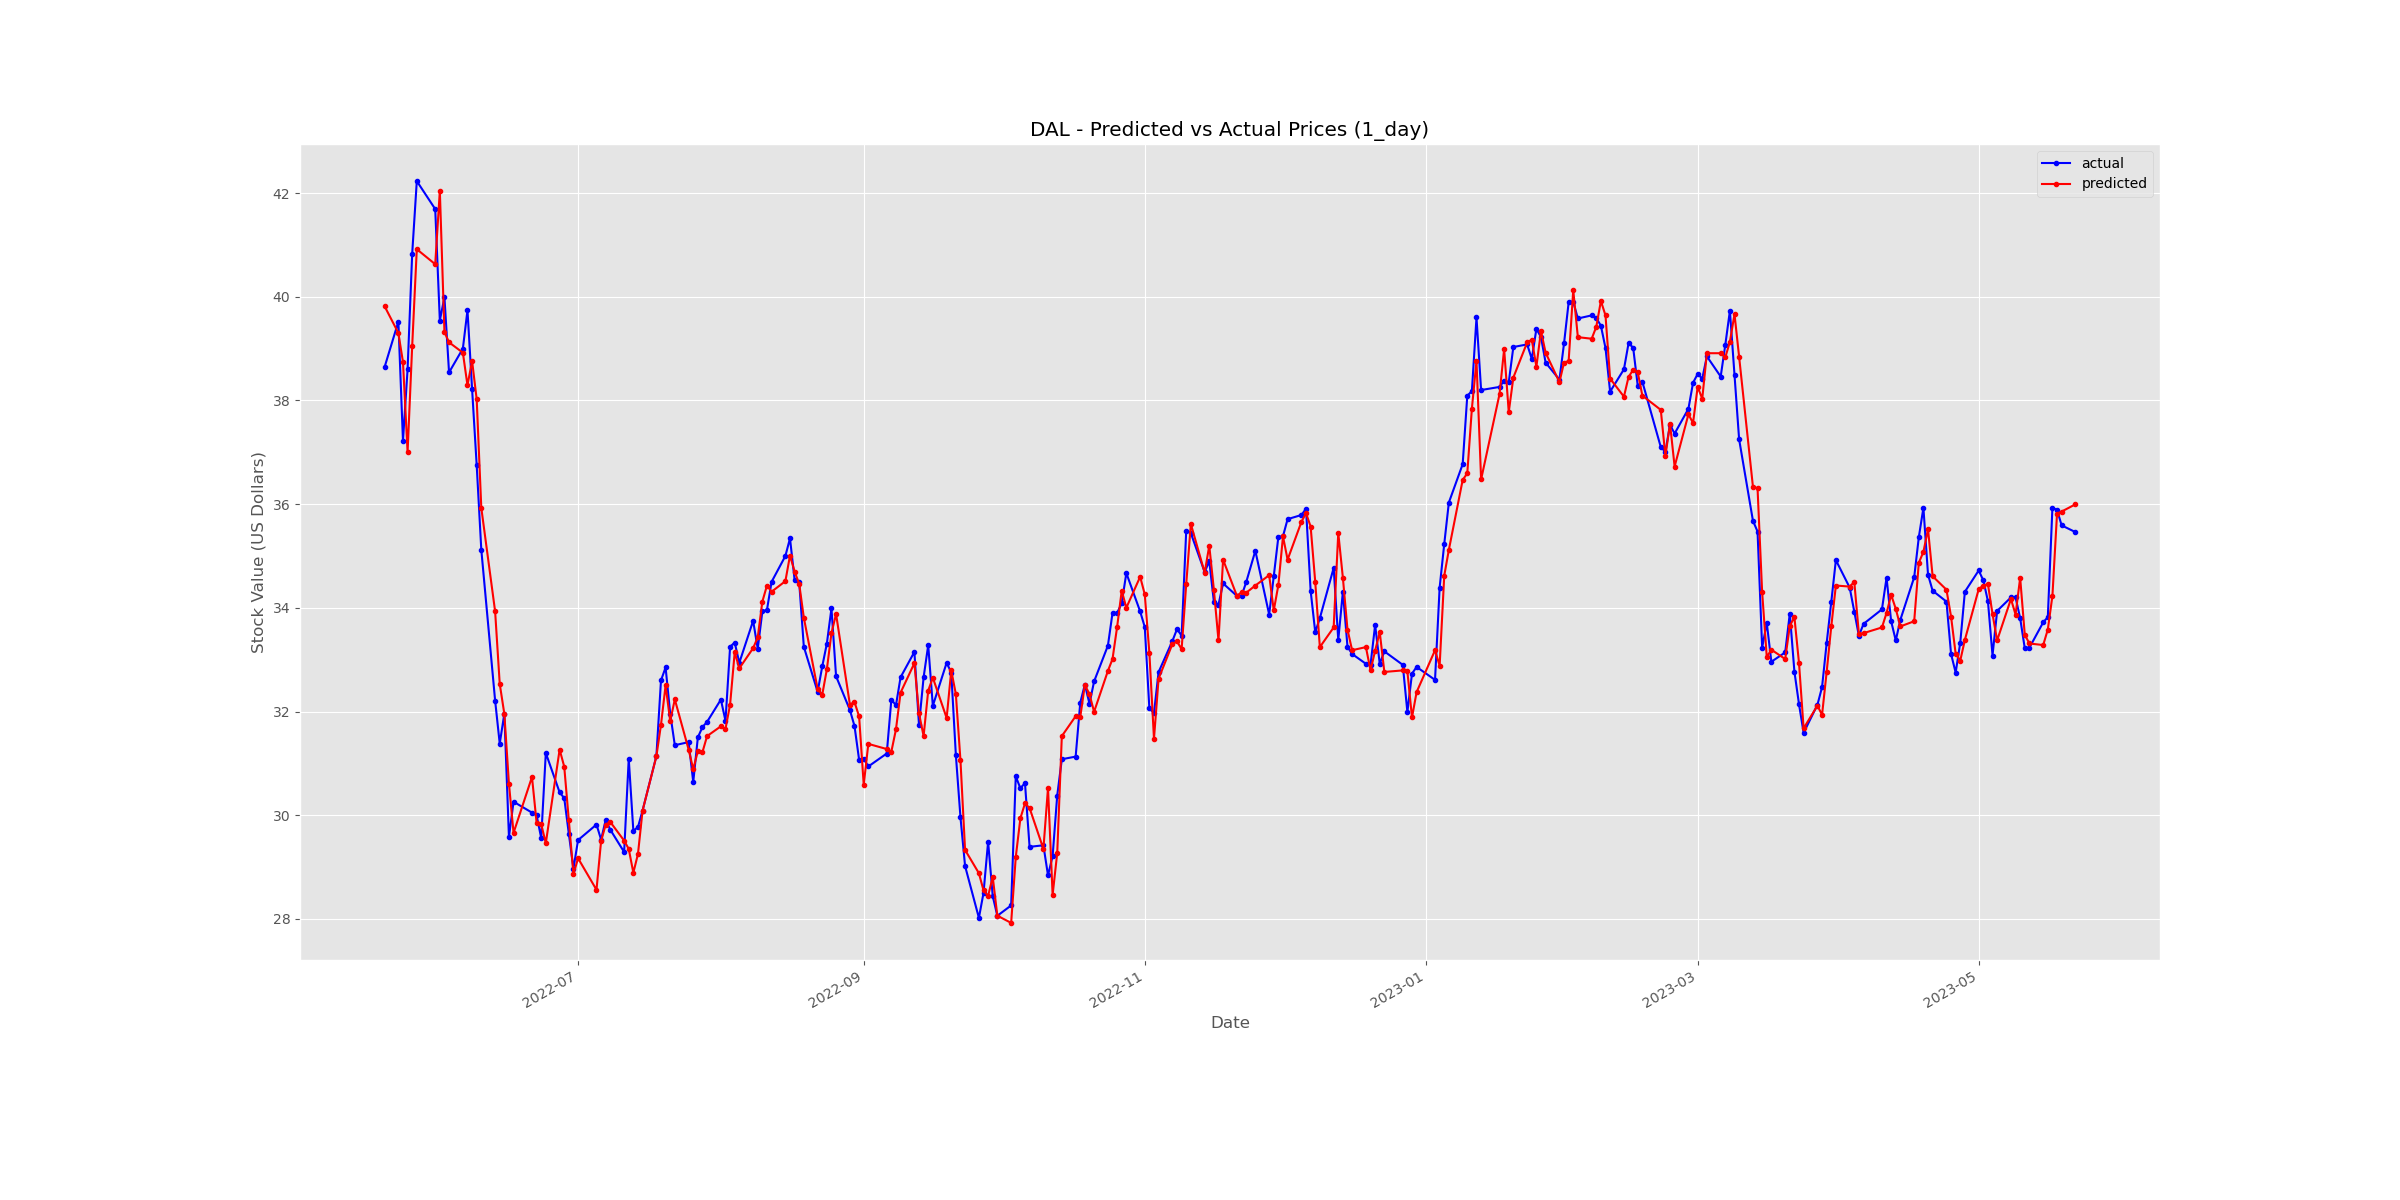 DAL - Predicted vs Actual Prices (1_day)
actual
predicted
42
40
38
36
34
32
30
28
Stock Value (US Dollars)
2022-07
2022-09
2022-11
2023-01
2023-03
2023-05
Date